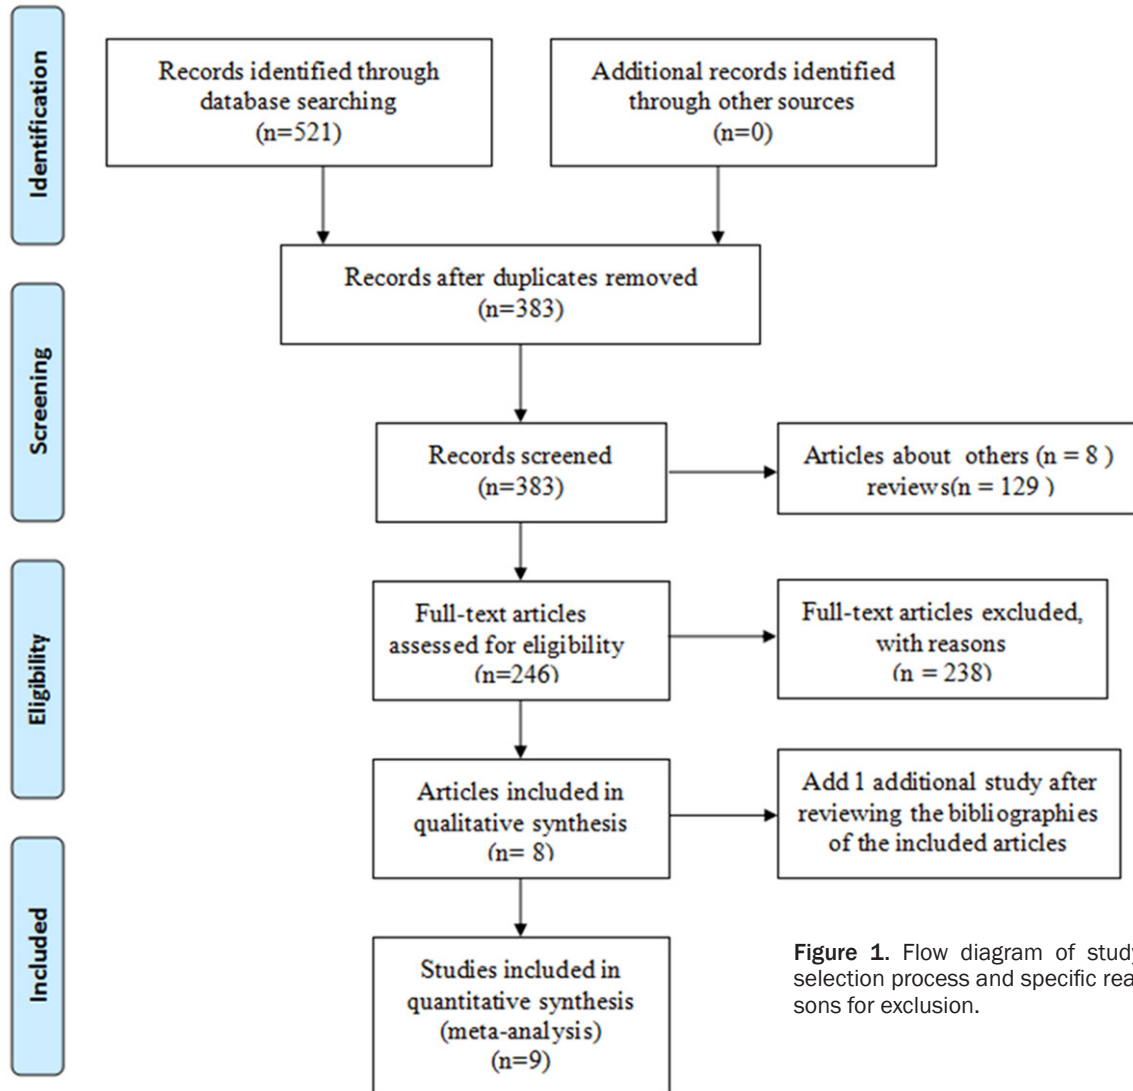 Identification
Records identified through
database searching
(n=521)
Additional records identified
through other sources
(n=0)
Records after duplicates removed
(n=383)
Screening
Records screened
(n=383)
Articles about others (n = 8 )
reviews(n = 129 )
Eligibility
Full-text articles
assessed for eligibility
(n=246)
Full-text articles excluded,
with reasons
(n = 238)
Articles included in
qualitative synthesis
(n= 8)
Add 1 additional study after
reviewing the bibliographies
of the included articles
Included
Studies included in
quantitative synthesis
(meta-analysis)
(n=9)
Figure 1. Flow diagram of study
selection process and specific rea-
sons for exclusion.